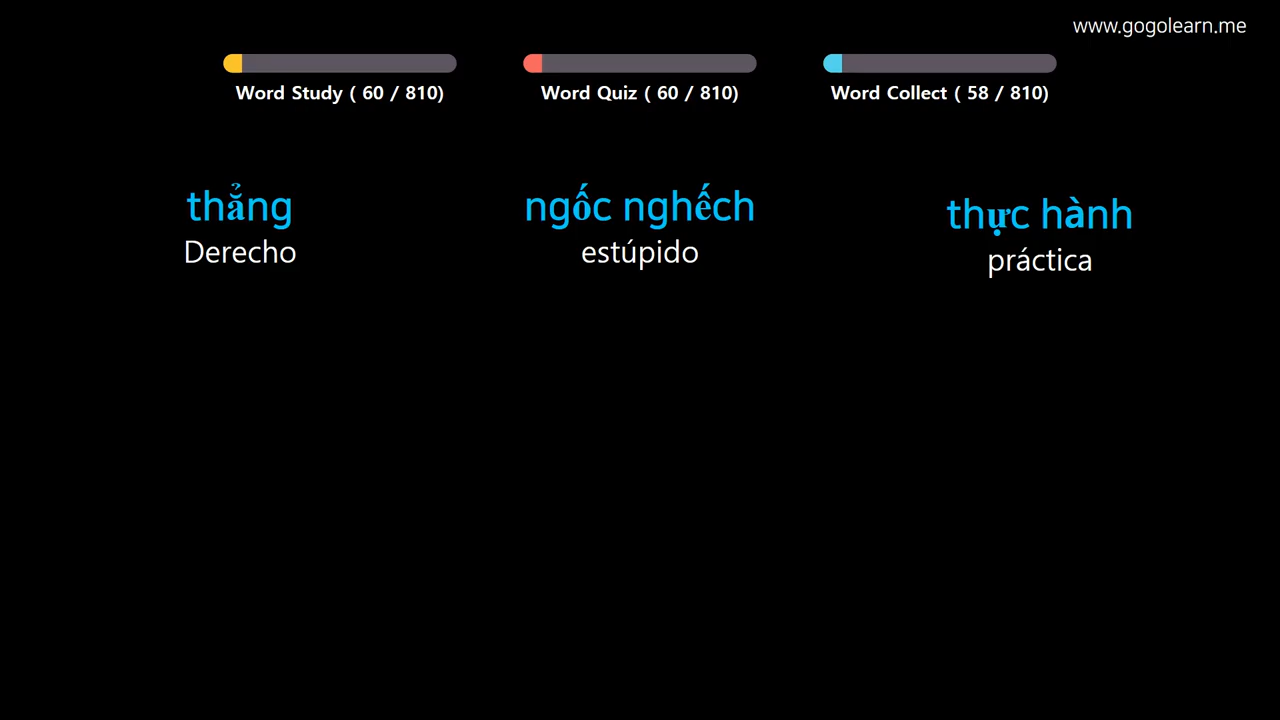 www.gogolearn.me
Word Study ( 60 / 810)
Word Quiz ( 60 / 810)
Word Collect ( 58 / 810)
thẳng
Derecho
ngốc nghếch
estúpido
thực hành
práctica